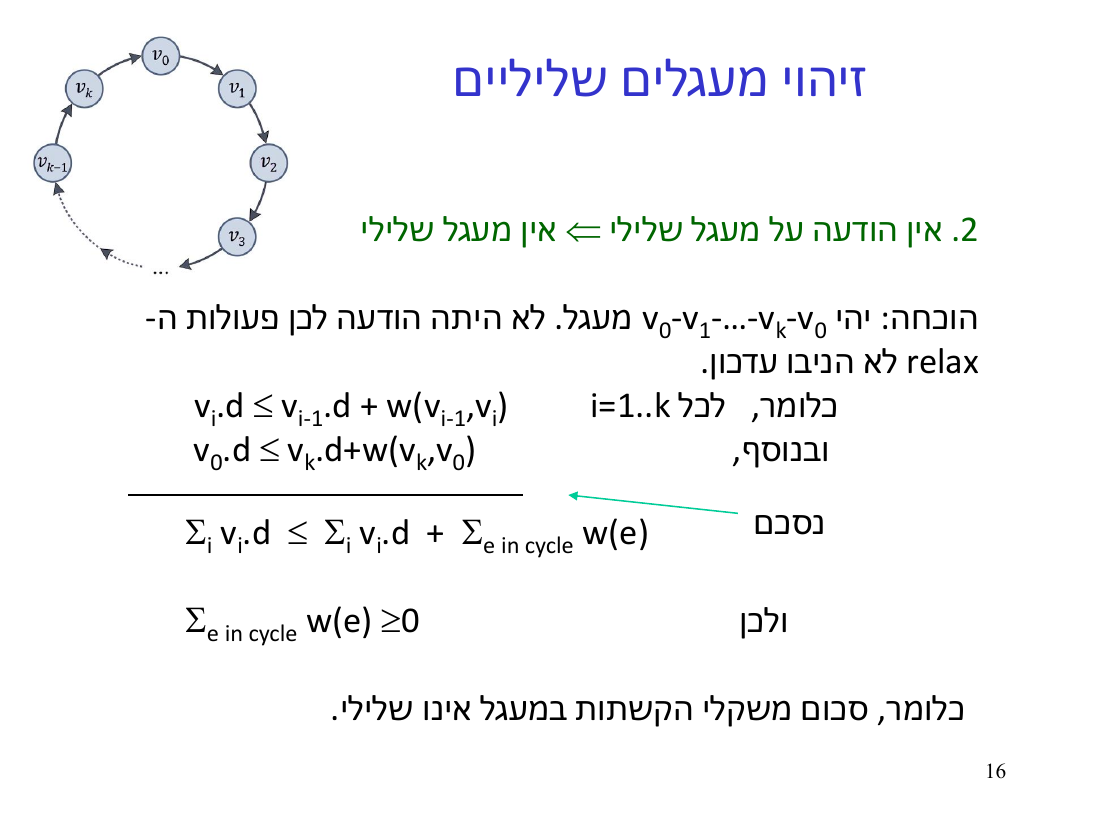 זיהוי מעגלים שליליים
v₀
v₁
v₂
v₃
...
vₖ₋₁
vₖ
2. אין הודעה על מעגל שלילי ⇐ אין מעגל שלילי
הוכחה: יהי v₀-v₁-…-vₖ-v₀ מעגל. לא היתה הודעה לכן פעולות ה-
relax לא הניבו עדכון.
כלומר, לכל i=1..k vᵢ.d ≤ vᵢ₋₁.d + w(vᵢ₋₁,vᵢ)
ובנוסף, v₀.d ≤ vₖ.d+w(vₖ,v₀)
נסכם
Σᵢ vᵢ.d ≤ Σᵢ vᵢ.d + Σ_{e in cycle} w(e)
ולכן Σ_{e in cycle} w(e) ≥0
כלומר, סכום משקלי הקשתות במעגל אינו שלילי.
16